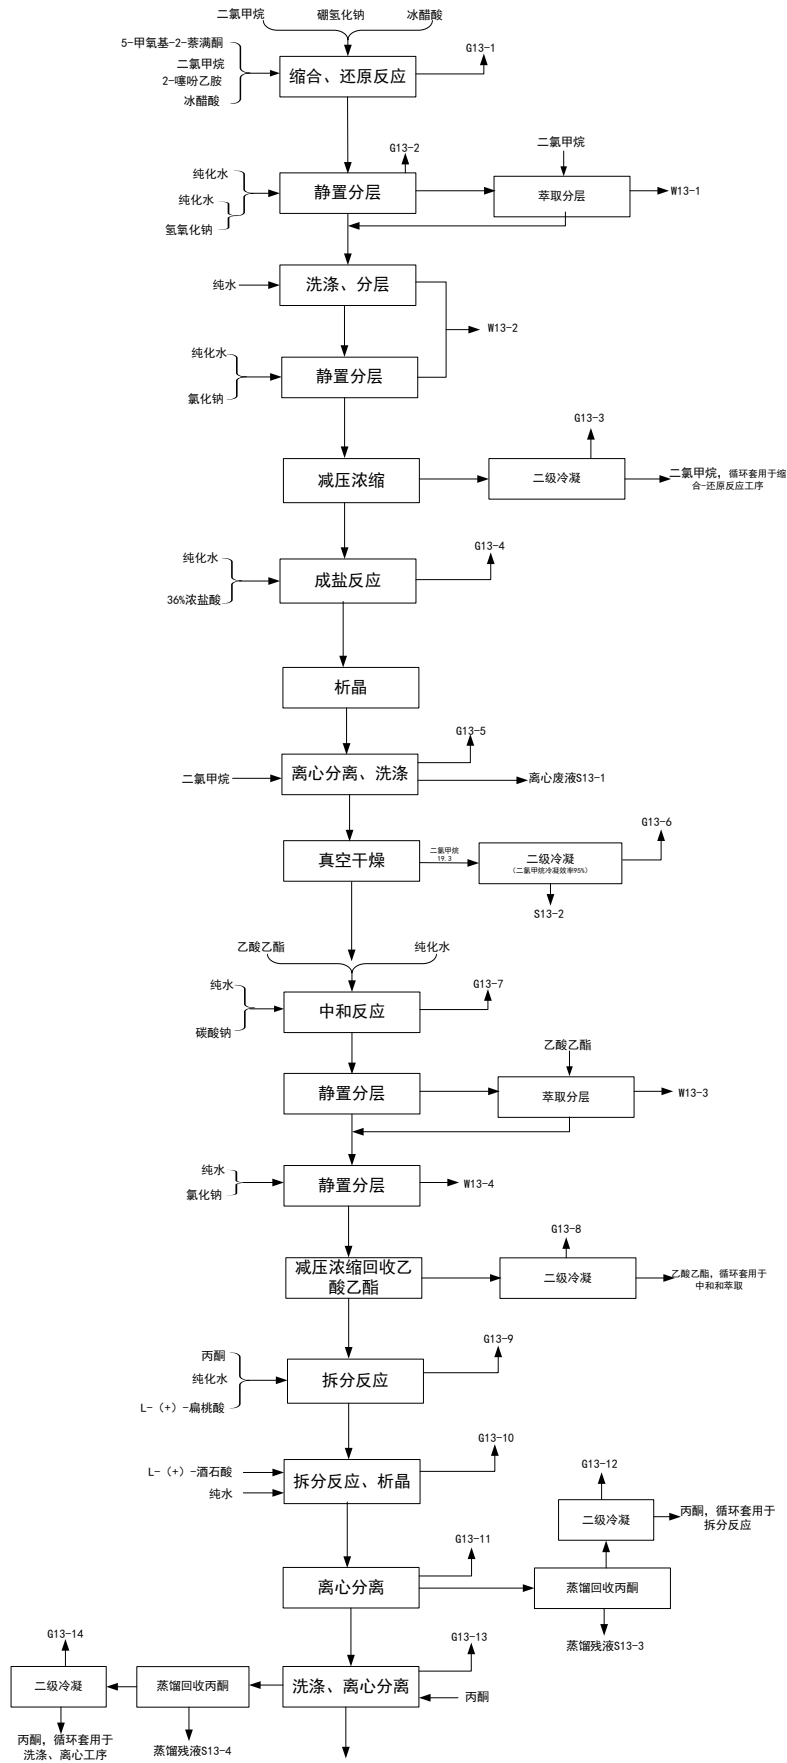 二氯甲烷
硼氢化钠
冰醋酸
5-甲氧基-2-萘满酮
二氯甲烷
2-噻吩乙胺
冰醋酸
缩合、还原反应
G13-1
纯化水
纯化水
氢氧化钠
静置分层
G13-2
二氯甲烷
萃取分层
W13-1
纯水
洗涤、分层
W13-2
纯化水
氯化钠
静置分层
减压浓缩
G13-3
二级冷凝
二氯甲烷, 循环套用于缩
合-还原反应工序
纯化水
36%浓盐酸
成盐反应
G13-4
析晶
二氯甲烷
离心分离、洗涤
G13-5
离心废液S13-1
真空干燥
二氯甲烷
19.3
二级冷凝
(二氯甲烷冷凝效率95%)
G13-6
S13-2
乙酸乙酯
纯化水
纯水
碳酸钠
中和反应
G13-7
静置分层
乙酸乙酯
萃取分层
W13-3
纯水
氯化钠
静置分层
W13-4
减压浓缩回收乙
酸乙酯
G13-8
二级冷凝
乙酸乙酯, 循环套用于
中和和萃取
丙酮
纯化水
L-（+）-扁桃酸
拆分反应
G13-9
L-（+）-酒石酸
纯水
拆分反应、析晶
G13-10
G13-12
二级冷凝
丙酮, 循环套用于
拆分反应
离心分离
G13-11
蒸馏回收丙酮
蒸馏残液S13-3
G13-14
二级冷凝
丙酮, 循环套用于
洗涤、离心工序
蒸馏回收丙酮
蒸馏残液S13-4
洗涤、离心分离
G13-13
丙酮